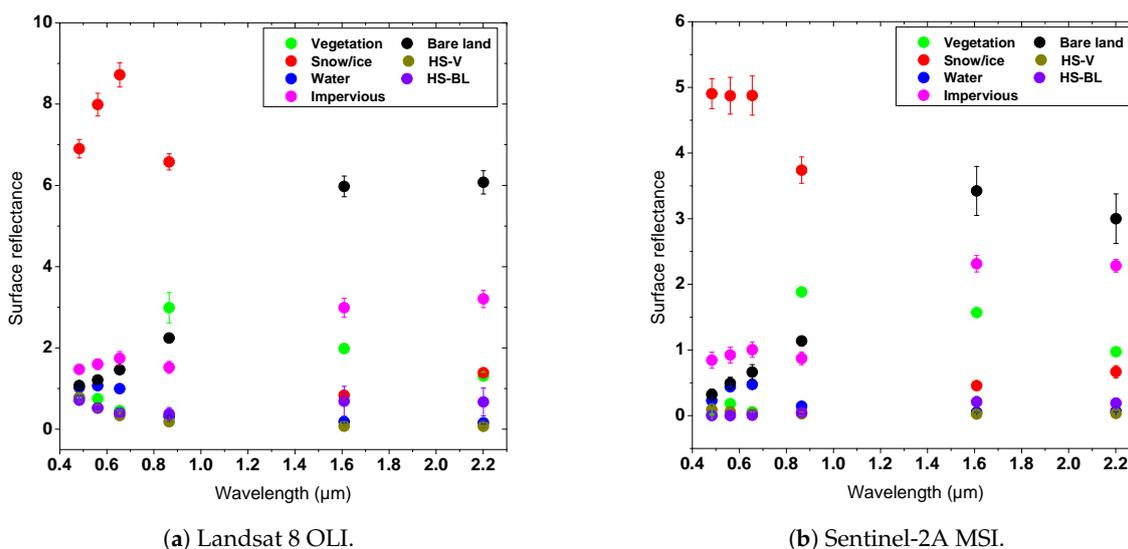 10
8
6
4
2
0
Surface reflectance
Vegetation
Snow/ice
Water
Impervious
Bare land
HS-V
HS-BL
0.4 0.6 0.8 1.0 1.2 1.4 1.6 1.8 2.0 2.2
Wavelength (μm)
(a) Landsat 8 OLI.
6
5
4
3
2
1
0
Surface reflectance
Vegetation
Snow/ice
Water
Impervious
Bare land
HS-V
HS-BL
0.4 0.6 0.8 1.0 1.2 1.4 1.6 1.8 2.0 2.2
Wavelength (μm)
(b) Sentinel-2A MSI.